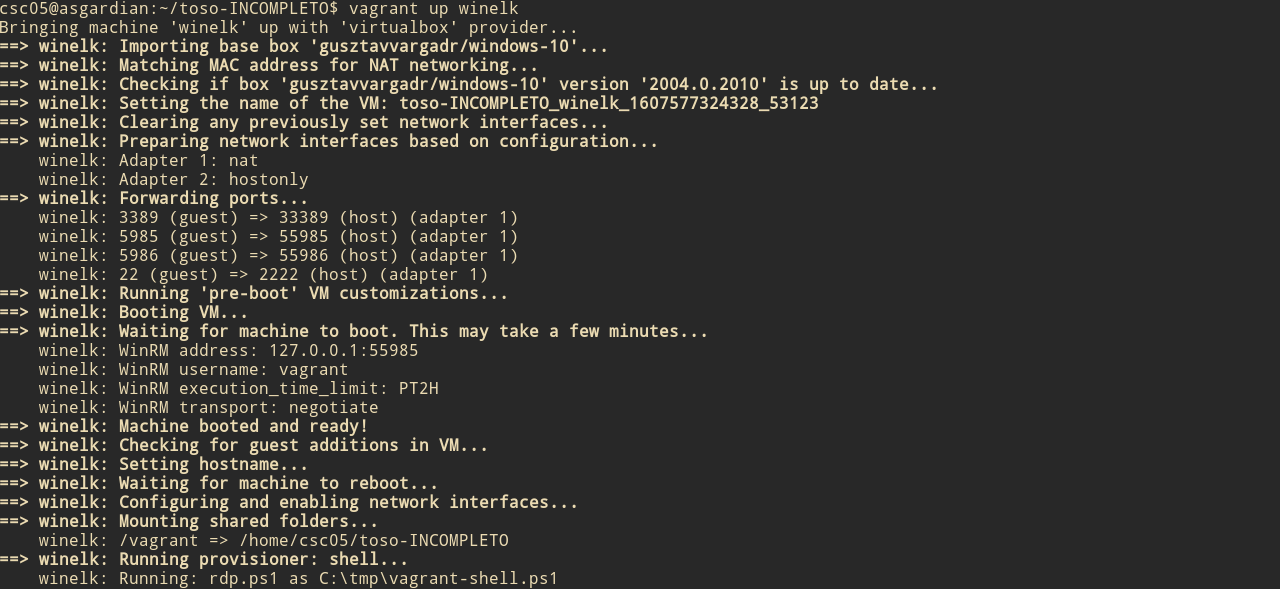 csc05@asgardian:~/toso-INCOMPLETO$ vagrant up winelk
Bringing machine 'winelk' up with 'virtualbox' provider...
==> winelk: Importing base box 'gusztavvargadr/windows-10'...
==> winelk: Matching MAC address for NAT networking...
==> winelk: Checking if box 'gusztavvargadr/windows-10' version '2004.0.2010' is up to date...
==> winelk: Setting the name of the VM: toso-INCOMPLETO_winelk_1607577324328_53123
==> winelk: Clearing any previously set network interfaces...
==> winelk: Preparing network interfaces based on configuration...
    winelk: Adapter 1: nat
    winelk: Adapter 2: hostonly
==> winelk: Forwarding ports...
    winelk: 3389 (guest) => 33389 (host) (adapter 1)
    winelk: 5985 (guest) => 55985 (host) (adapter 1)
    winelk: 5986 (guest) => 55986 (host) (adapter 1)
    winelk: 22 (guest) => 2222 (host) (adapter 1)
==> winelk: Running 'pre-boot' VM customizations...
==> winelk: Booting VM...
==> winelk: Waiting for machine to boot. This may take a few minutes...
    winelk: WinRM address: 127.0.0.1:55985
    winelk: WinRM username: vagrant
    winelk: WinRM execution_time_limit: PT2H
    winelk: WinRM transport: negotiate
==> winelk: Machine booted and ready!
==> winelk: Checking for guest additions in VM...
==> winelk: Setting hostname...
==> winelk: Waiting for machine to reboot...
==> winelk: Configuring and enabling network interfaces...
==> winelk: Mounting shared folders...
    winelk: /vagrant => /home/csc05/toso-INCOMPLETO
==> winelk: Running provisioner: shell...
    winelk: Running: rdp.ps1 as C:\tmp\vagrant-shell.ps1